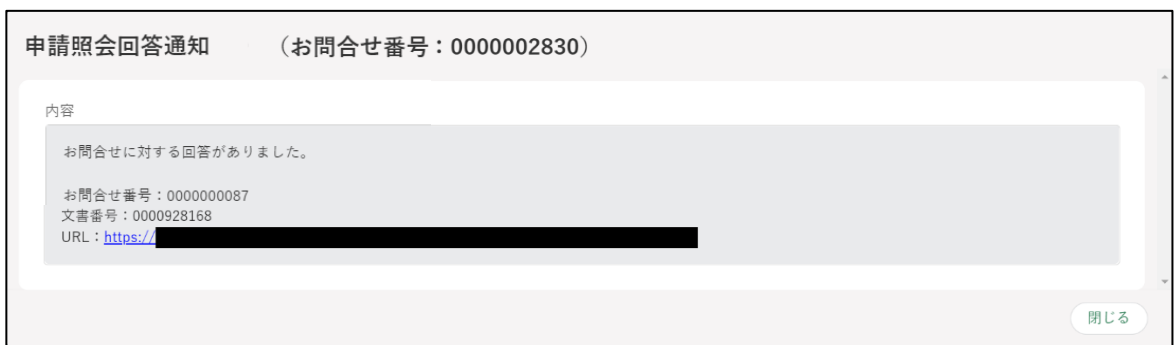 申請照会回答通知　　（お問合せ番号：0000002830）
内容
お問合せに対する回答がありました。
お問合せ番号：0000000087
文書番号：0000928168
URL：https://
閉じる